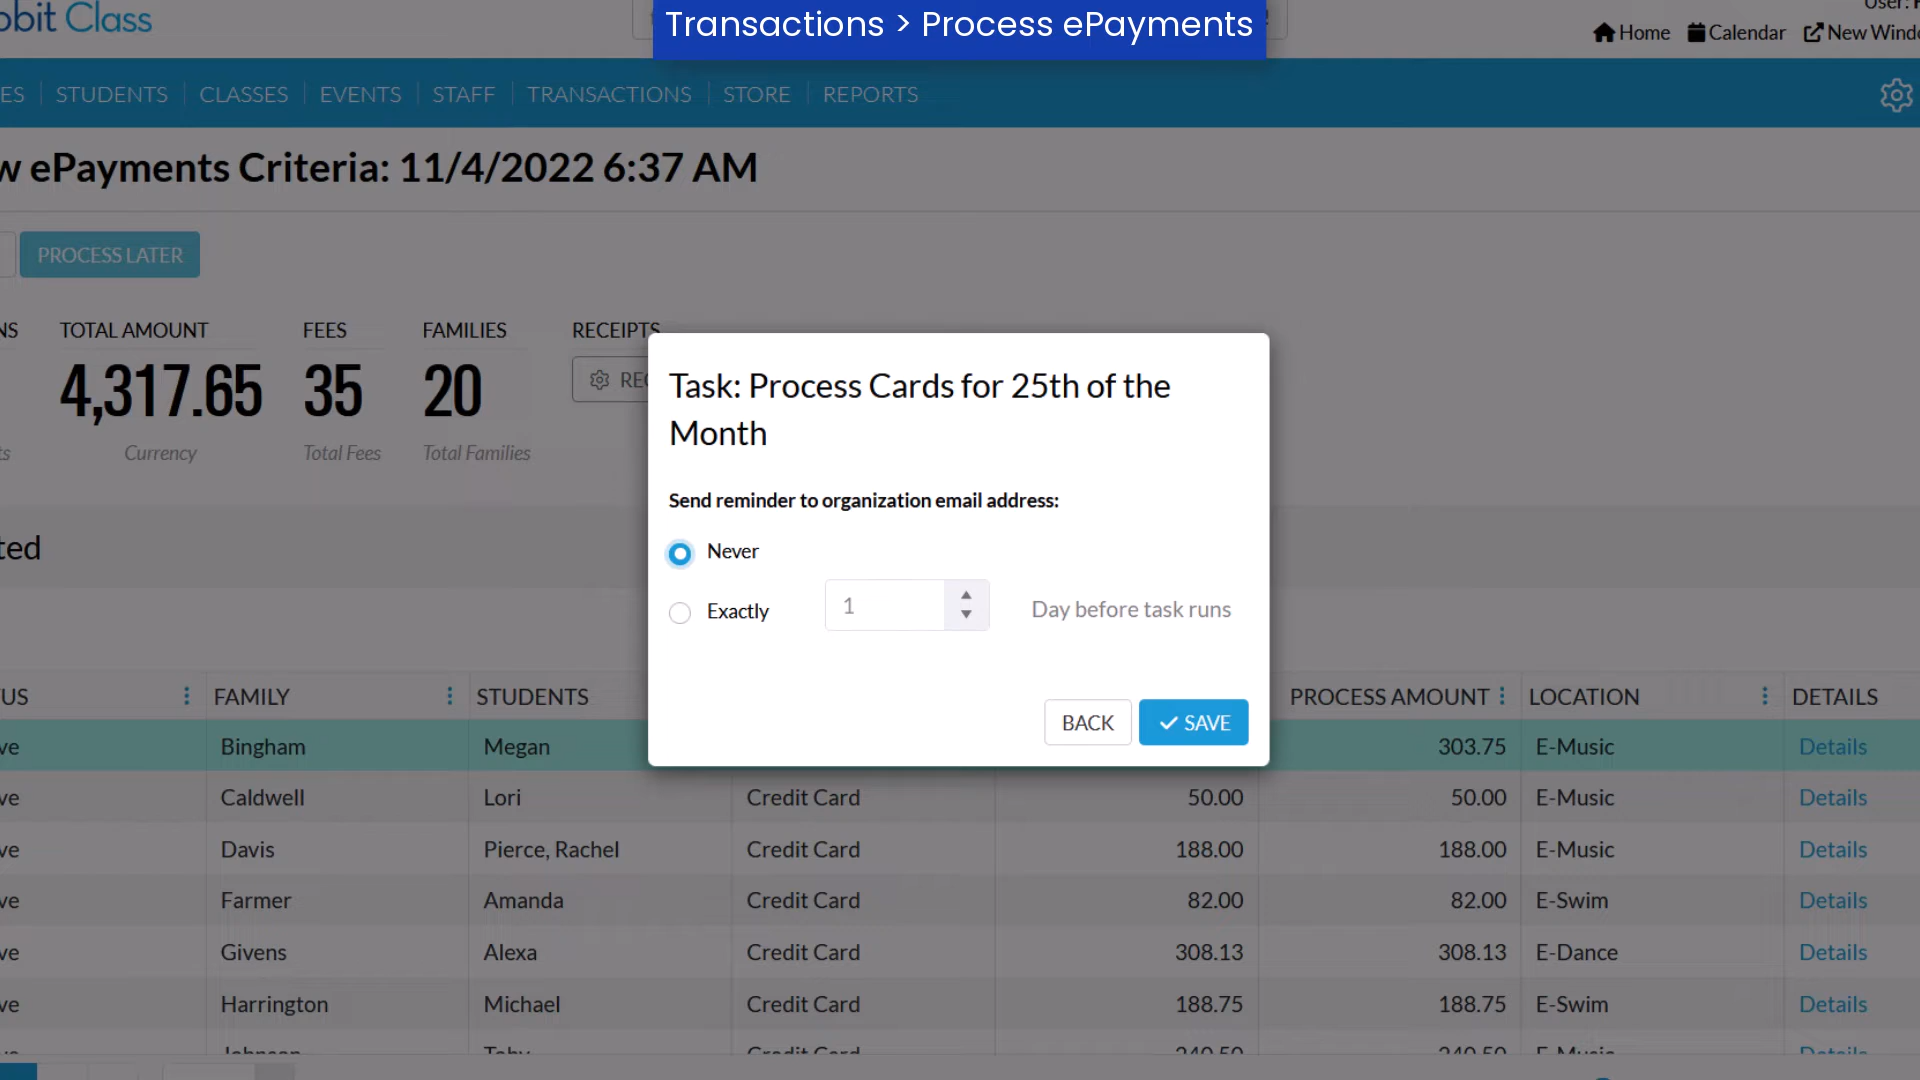 Transactions > Process ePayments
obit Class
Home Calendar New Windo
ES STUDENTS CLASSES EVENTS STAFF TRANSACTIONS STORE REPORTS
w ePayments Criteria: 11/4/2022 6:37 AM
PROCESS LATER
NS TOTAL AMOUNT FEES FAMILIES RECEIPTS
4,317.65 35 20 REC
ts Currency Total Fees Total Families
Task: Process Cards for 25th of the
Month
Send reminder to organization email address:
Never
Exactly 1 Day before task runs
BACK SAVE
ted
US FAMILY STUDENTS PROCESS AMOUNT LOCATION DETAILS
ve Bingham Megan 303.75 E-Music Details
ve Caldwell Lori Credit Card 50.00 50.00 E-Music Details
ve Davis Pierce, Rachel Credit Card 188.00 188.00 E-Music Details
ve Farmer Amanda Credit Card 82.00 82.00 E-Swim Details
ve Givens Alexa Credit Card 308.13 308.13 E-Dance Details
ve Harrington Michael Credit Card 188.75 188.75 E-Swim Details